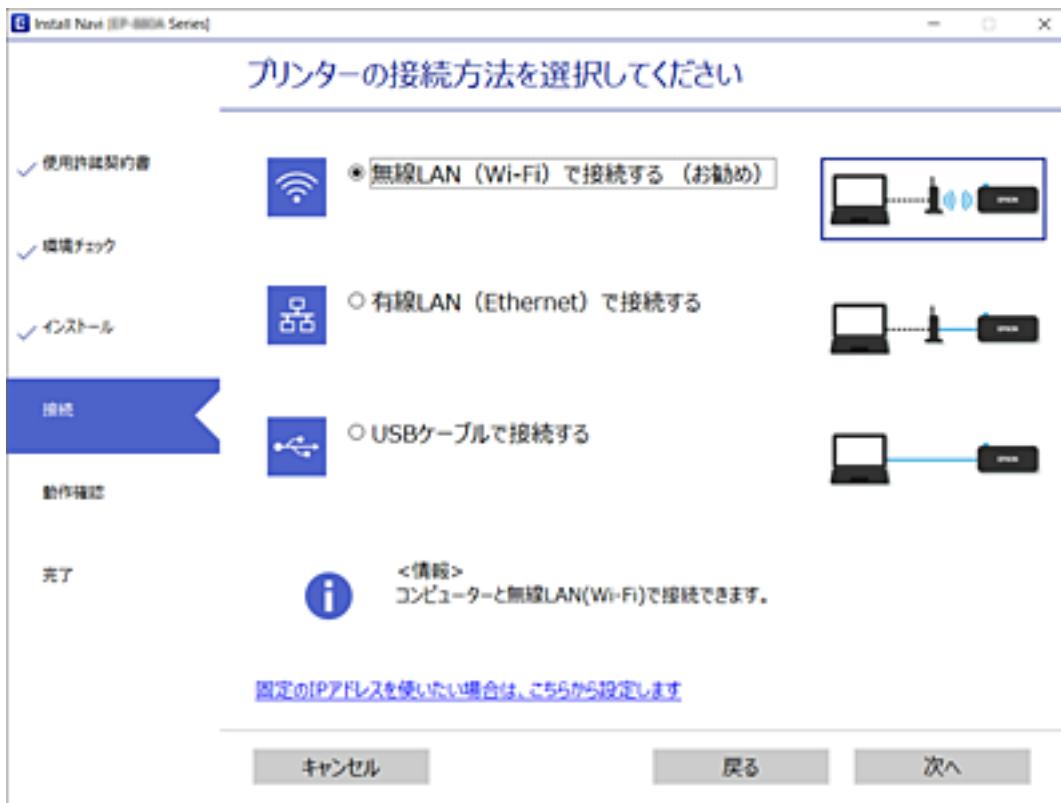 Install Navi [EP-880A Series]
プリンターの接続方法を選択してください
使用許諾契約書
環境チェック
インストール
接続
動作確認
完了
無線LAN（Wi-Fi）で接続する （お勧め）
有線LAN（Ethernet）で接続する
USBケーブルで接続する
EPSON
EPSON
EPSON
<情報>
コンピューターと無線LAN(Wi-Fi)で接続できます。
固定のIPアドレスを使いたい場合は、こちらから設定します
キャンセル
戻る
次へ